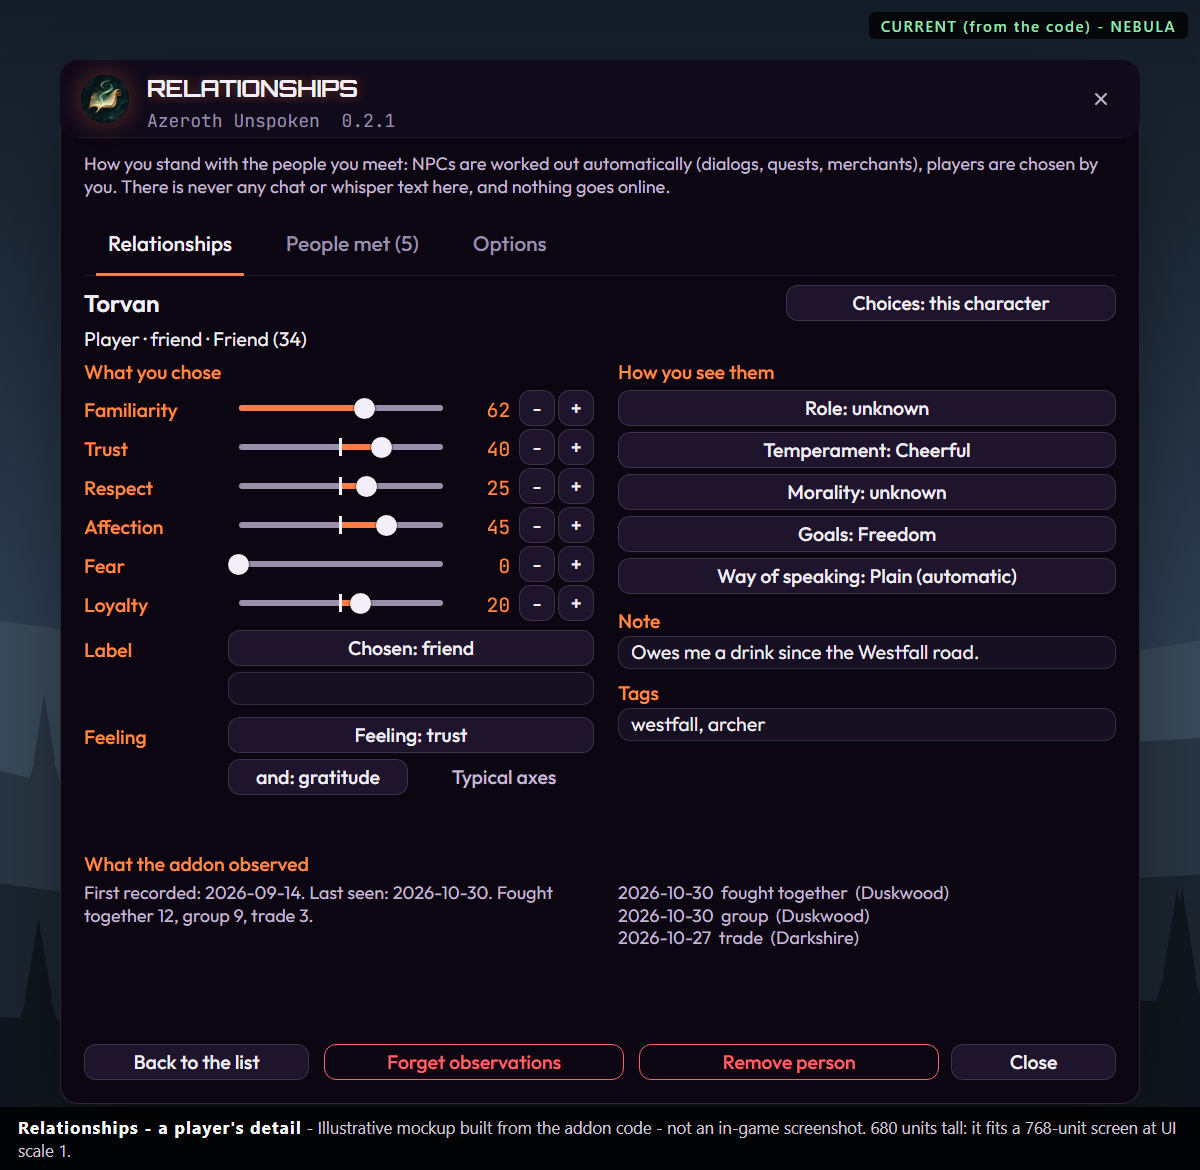 CURRENT (from the code) - NEBULA
RELATIONSHIPS
Azeroth Unspoken 0.2.1
How you stand with the people you meet: NPCs are worked out automatically (dialogs, quests, merchants), players are chosen by
you. There is never any chat or whisper text here, and nothing goes online.
Relationships People met (5) Options
Torvan
Choices: this character
Player · friend · Friend (34)
What you chose
Familiarity 62 - +
Trust 40 - +
Respect 25 - +
Affection 45 - +
Fear 0 - +
Loyalty 20 - +
Label Chosen: friend
Feeling Feeling: trust
and: gratitude Typical axes
How you see them
Role: unknown
Temperament: Cheerful
Morality: unknown
Goals: Freedom
Way of speaking: Plain (automatic)
Note
Owes me a drink since the Westfall road.
Tags
westfall, archer
What the addon observed
First recorded: 2026-09-14. Last seen: 2026-10-30. Fought
together 12, group 9, trade 3.
2026-10-30 fought together (Duskwood)
2026-10-30 group (Duskwood)
2026-10-27 trade (Darkshire)
Back to the list Forget observations Remove person Close
Relationships - a player's detail - Illustrative mockup built from the addon code - not an in-game screenshot. 680 units tall: it fits a 768-unit screen at UI
scale 1.